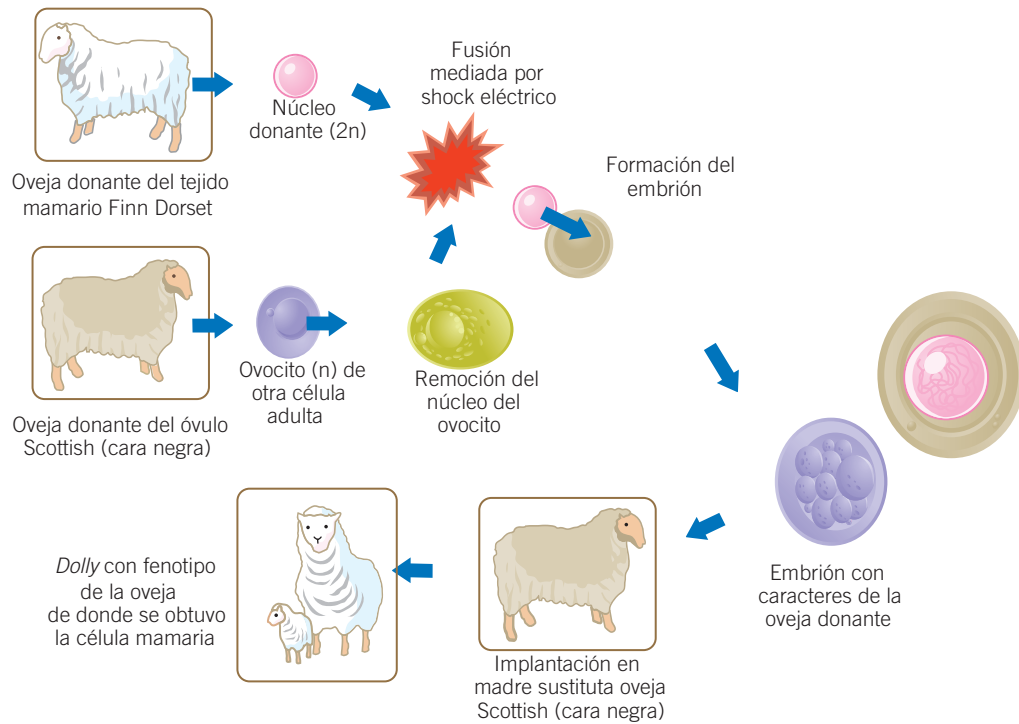 Oveja donante del tejido
mamario Finn Dorset
Núcleo
donante (2n)
Fusión
mediada por
shock eléctrico
Formación del
embrión
Oveja donante del óvulo
Scottish (cara negra)
Ovocito (n) de
otra célula
adulta
Remoción del
núcleo del
ovocito
Embrión con
caracteres de la
oveja donante
Implantación en
madre sustituta oveja
Scottish (cara negra)
Dolly con fenotipo
de la oveja
de donde se obtuvo
la célula mamaria